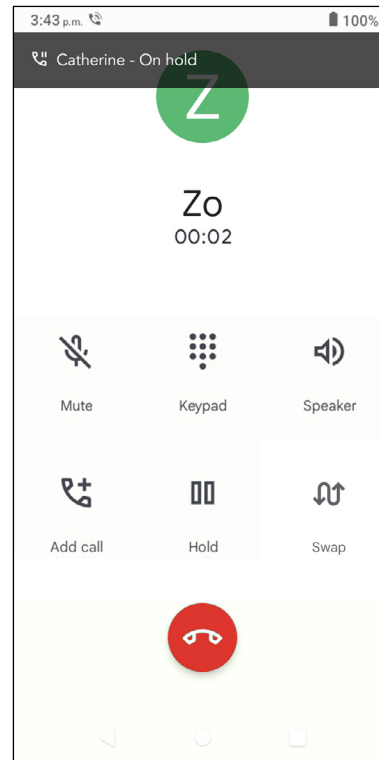 3:43 p.m. 100%
Catherine - On hold
Z
Zo
00:02
Mute Keypad Speaker
Add call Hold Swap